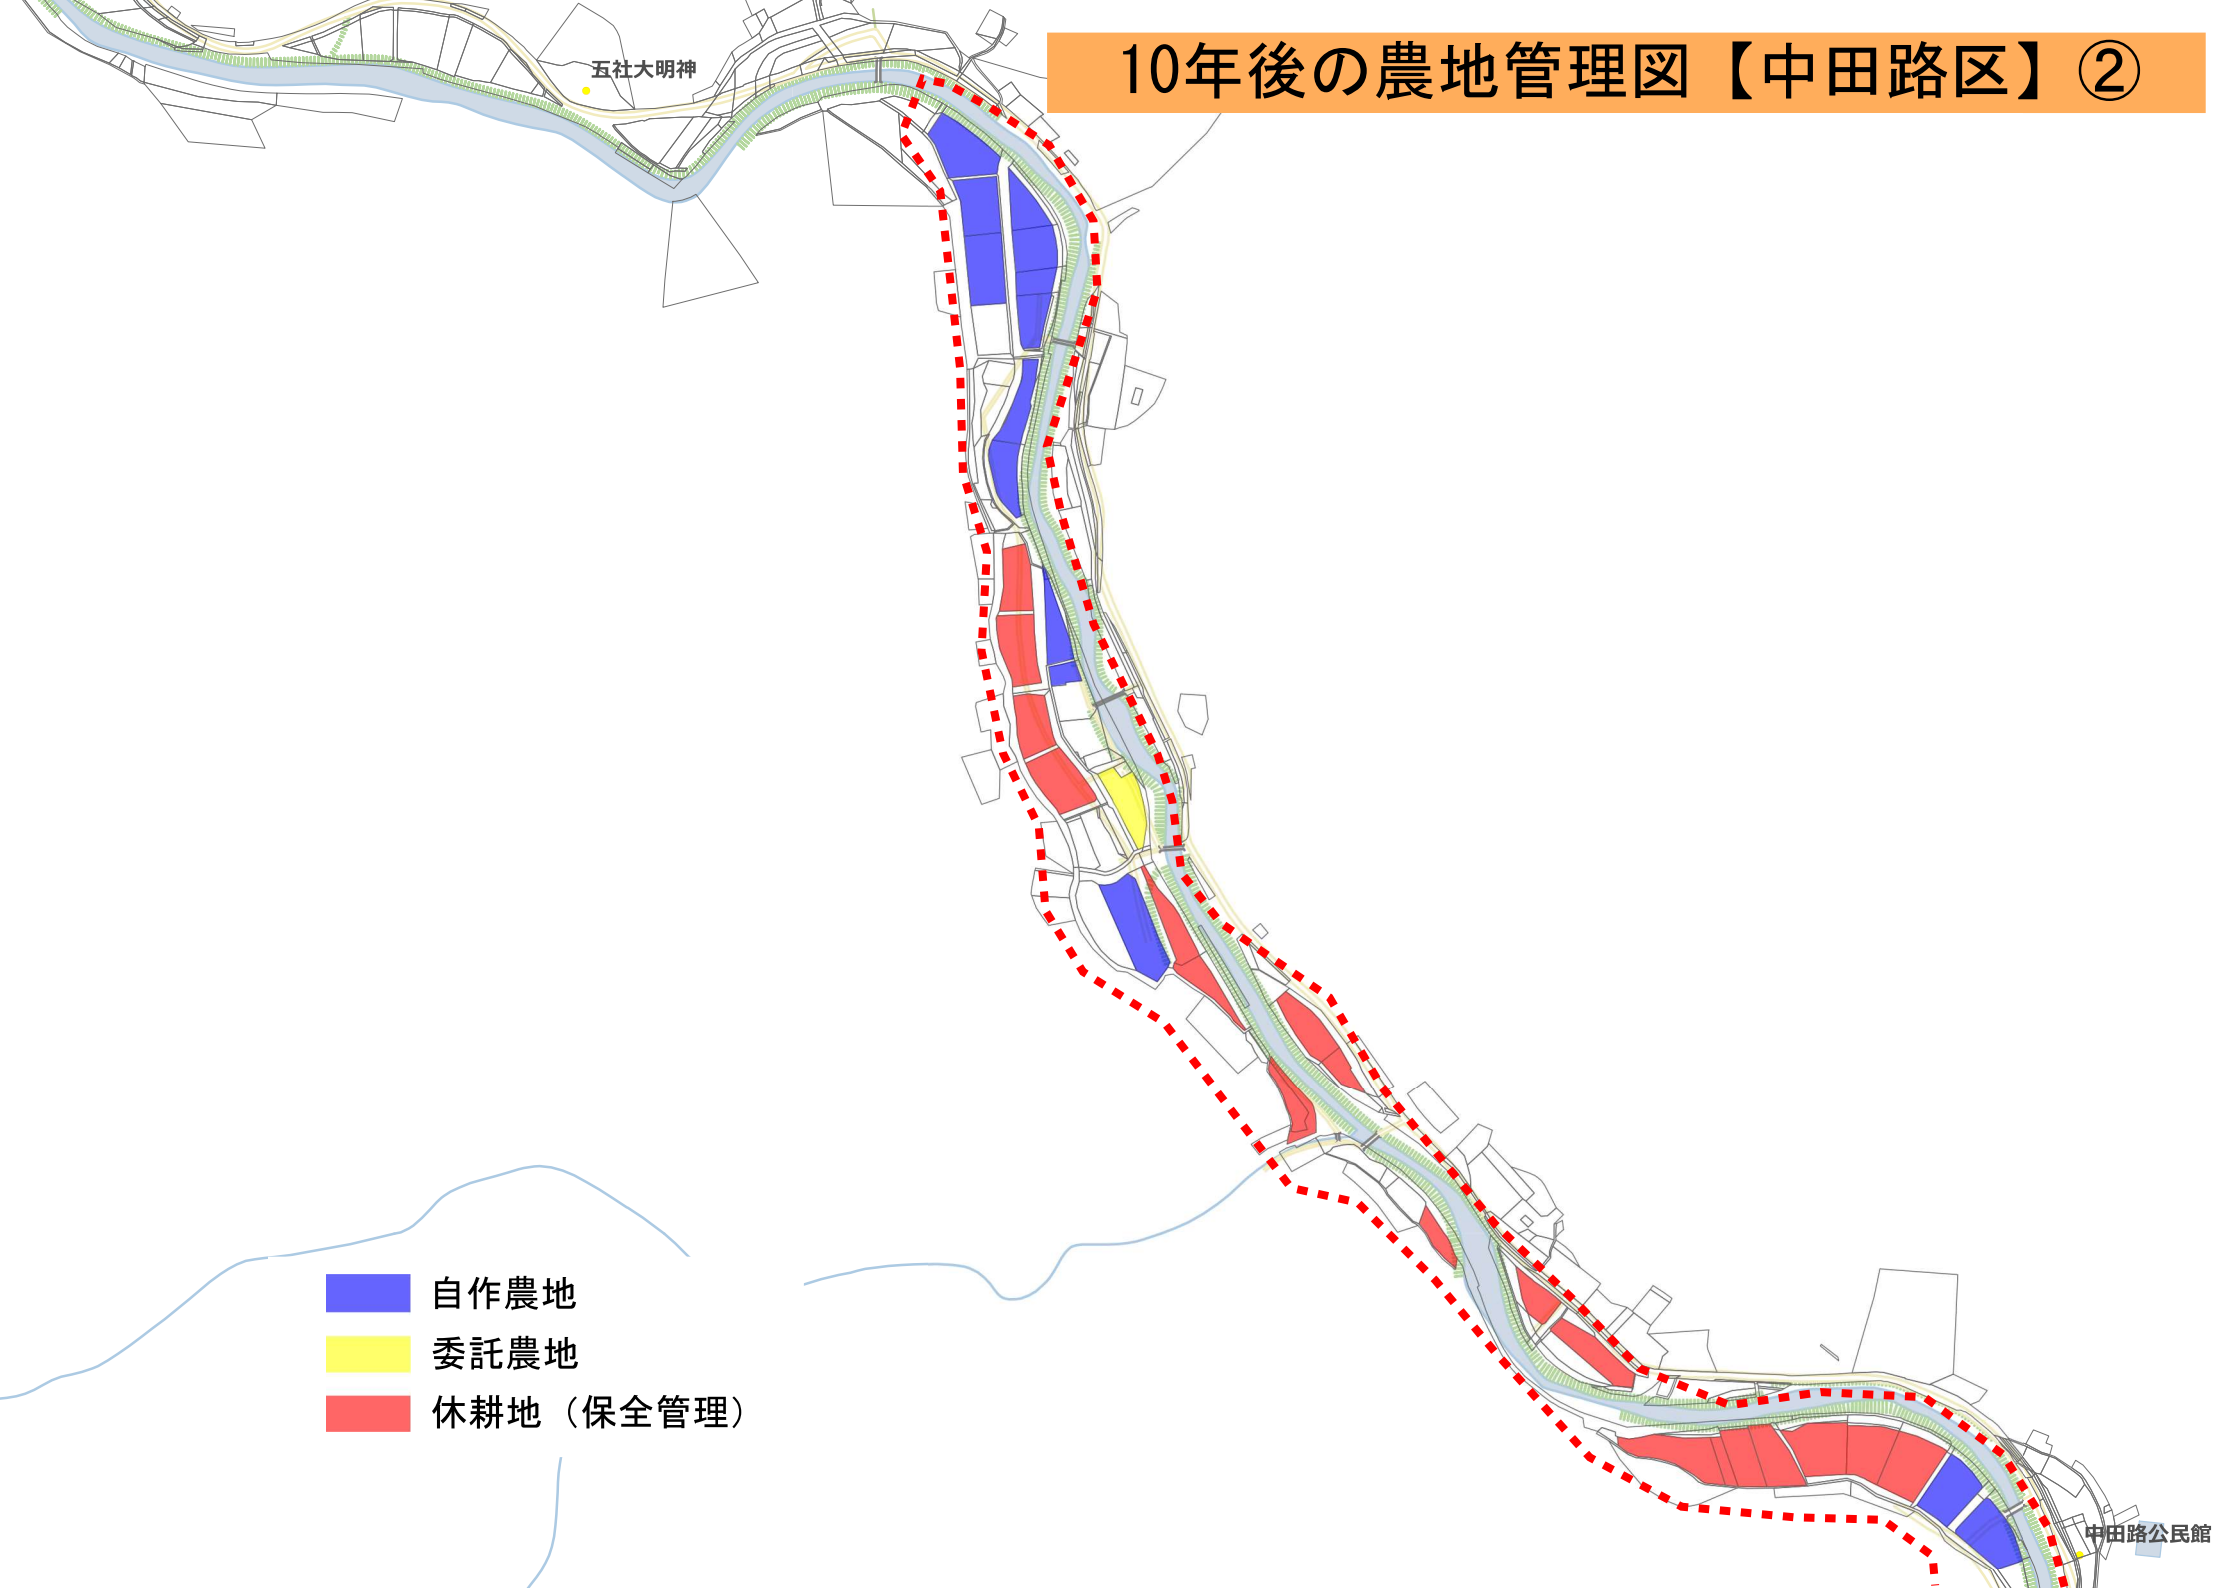 10年後の農地管理図【中田路区】②
五社大明神
自作農地
委託農地
休耕地（保全管理）
中田路公民館